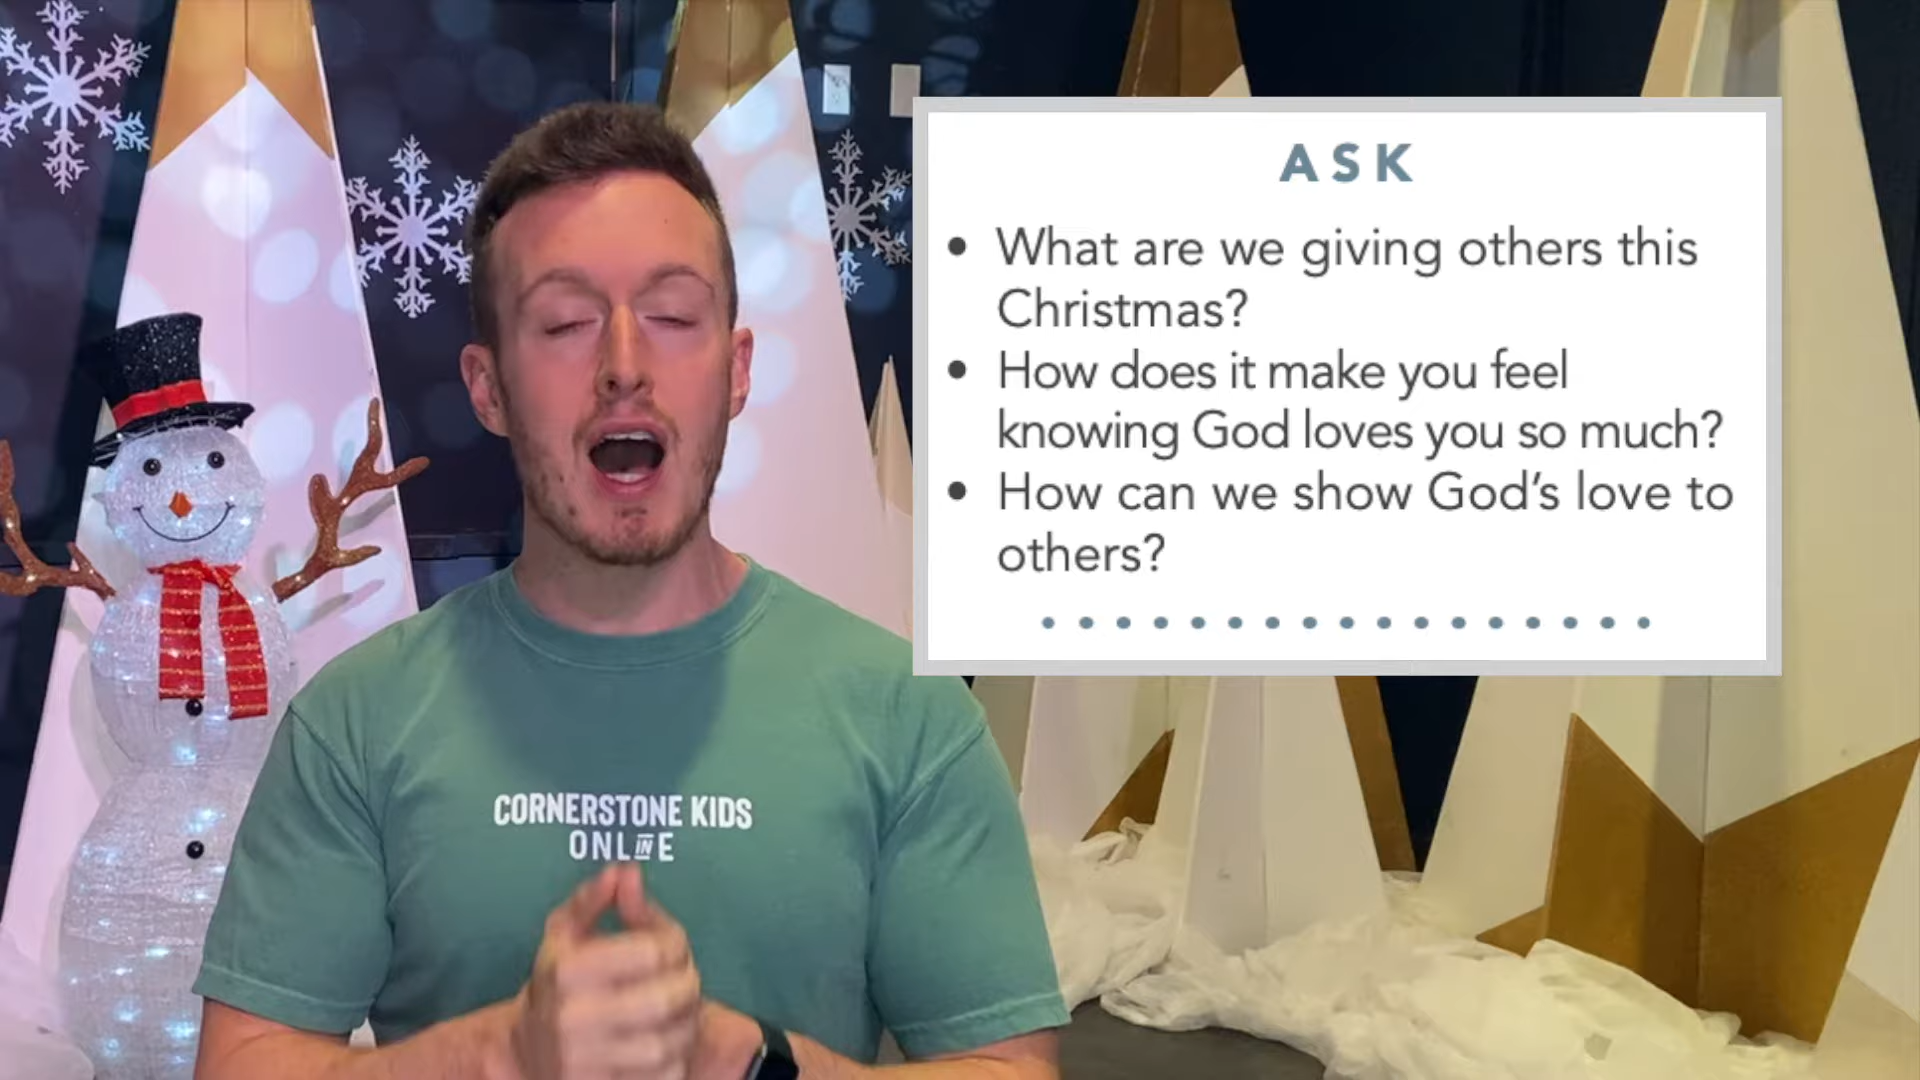 ASK
• What are we giving others this
Christmas?
• How does it make you feel
knowing God loves you so much?
• How can we show God's love to
others?
CORNERSTONE KIDS
ONLINE